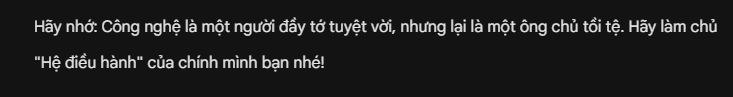 Hãy nhớ: Công nghệ là một người đầy tớ tuyệt vời, nhưng lại là một ông chủ tồi tệ. Hãy làm chủ
"Hệ điều hành" của chính mình bạn nhé!